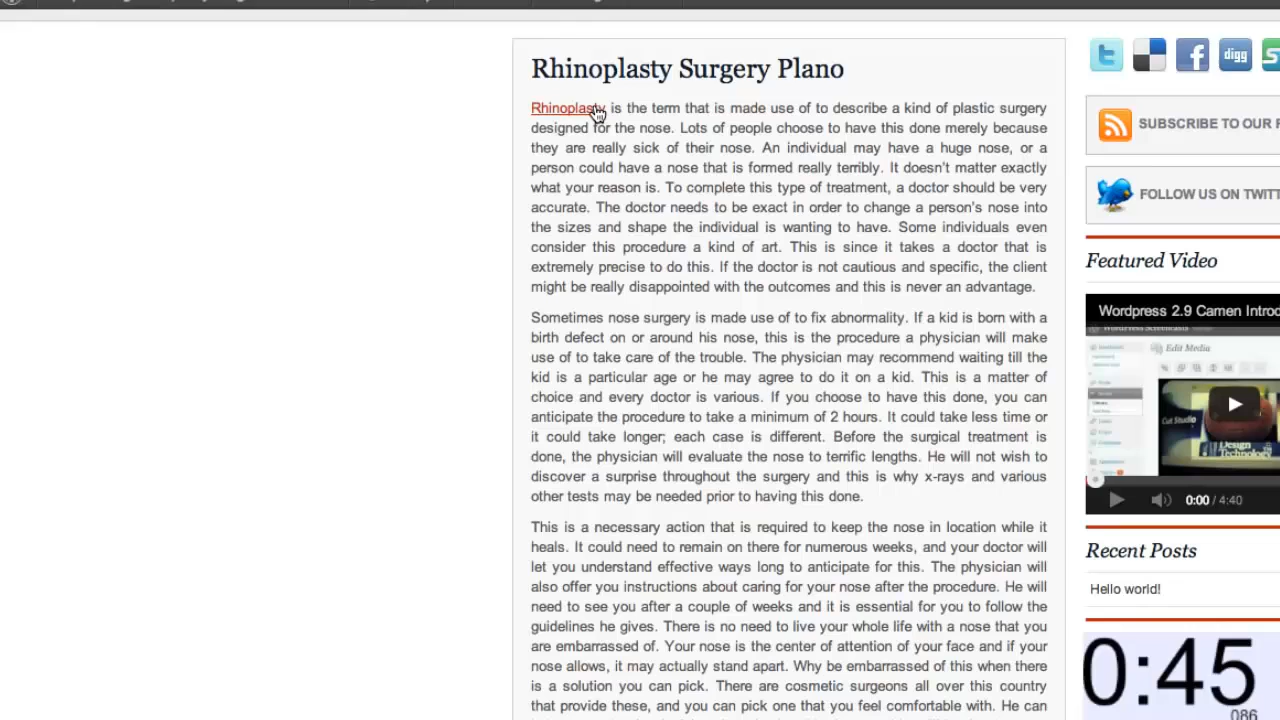 Rhinoplasty Surgery Plano
Rhinoplasty is the term that is made use of to describe a kind of plastic surgery
designed for the nose. Lots of people choose to have this done merely because
they are really sick of their nose. An individual may have a huge nose, or a
person could have a nose that is formed really terribly. It doesn't matter exactly
what your reason is. To complete this type of treatment, a doctor should be very
accurate. The doctor needs to be exact in order to change a person's nose into
the sizes and shape the individual is wanting to have. Some individuals even
consider this procedure a kind of art. This is since it takes a doctor that is
extremely precise to do this. If the doctor is not cautious and specific, the client
might be really disappointed with the outcomes and this is never an advantage.
Sometimes nose surgery is made use of to fix abnormality. If a kid is born with a
birth defect on or around his nose, this is the procedure a physician will make
use of to take care of the trouble. The physician may recommend waiting till the
kid is a particular age or he may agree to do it on a kid. This is a matter of
choice and every doctor is various. If you choose to have this done, you can
anticipate the procedure to take a minimum of 2 hours. It could take less time or
it could take longer; each case is different. Before the surgical treatment is
done, the physician will evaluate the nose to terrific lengths. He will not wish to
discover a surprise throughout the surgery and this is why x-rays and various
other tests may be needed prior to having this done.
This is a necessary action that is required to keep the nose in location while it
heals. It could need to remain on there for numerous weeks, and your doctor will
let you understand effective ways long to anticipate for this. The physician will
also offer you instructions about caring for your nose after the procedure. He will
need to see you after a couple of weeks and it is essential for you to follow the
guidelines he gives. There is no need to live your whole life with a nose that you
are embarrassed of. Your nose is the center of attention of your face and if your
nose allows, it may actually stand apart. Why be embarrassed of this when there
is a solution you can pick. There are cosmetic surgeons all over this country
that provide these, and you can pick one that you feel comfortable with. He can
digg
SUBSCRIBE TO OUR
FOLLOW US ON TWITT
Featured Video
Wordpress 2.9 Camen Introd
Edit Media
Cut Studio
Design
Technology
0:00 / 4:40
Recent Posts
Hello world!
0:45
086